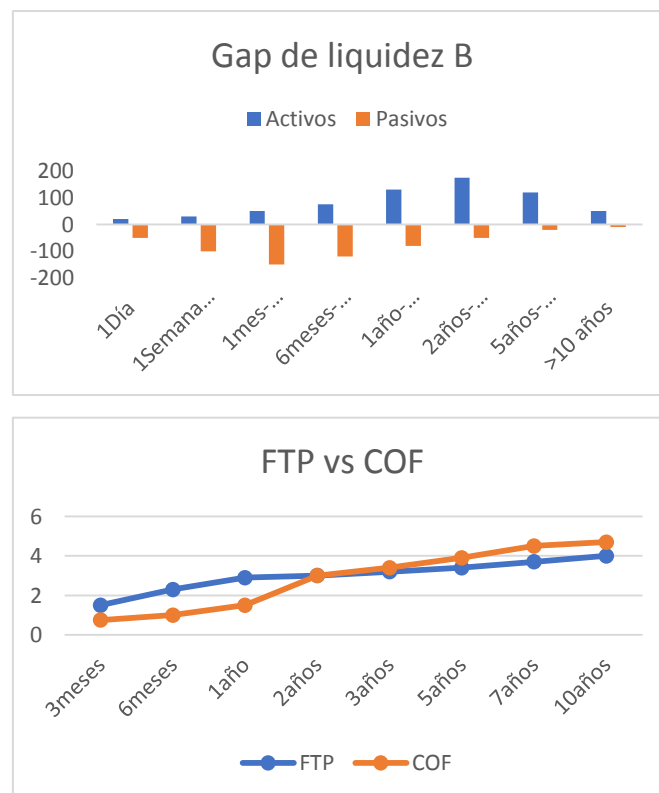 Gap de liquidez B
Activos Pasivos
200
100
0
-100
-200
1Día
1Semana...
1mes-...
6meses-...
1año-...
2años-...
5años-...
>10 años
FTP vs COF
6
4
2
0
3meses
6meses
1año
2años
3años
5años
7años
10años
FTP COF